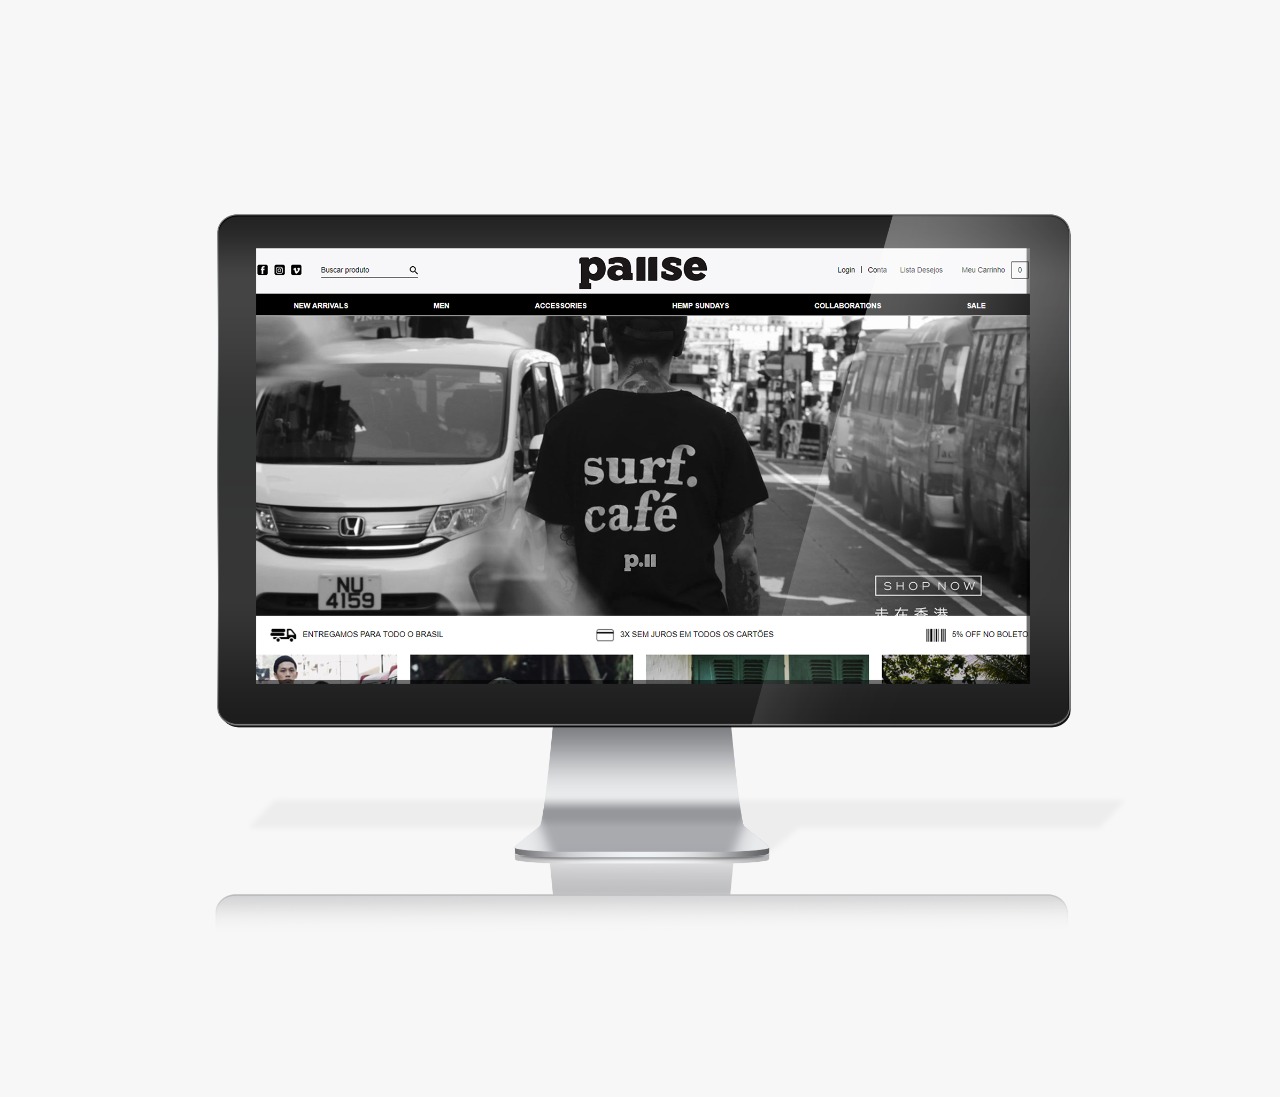 Buscar produto
pause
Login | Conta
Lista Desejos
Meu Carrinho
0
NEW ARRIVALS
MEN
ACCESSORIES
HEMP SUNDAYS
COLLABORATIONS
SALE
surf.
café
p.II
NU
4159
SHOP NOW
走在香港
ENTREGAMOS PARA TODO O BRASIL
3X SEM JUROS EM TODOS OS CARTÕES
5% OFF NO BOLETO